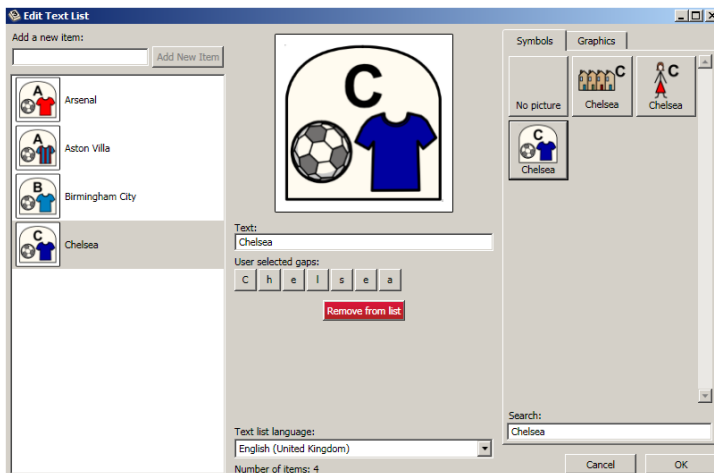 Edit Text List
Add a new item:
Add New Item
A
Arsenal
A
Aston Villa
B
Birmingham City
C
Chelsea
C
Text:
Chelsea
User selected gaps:
C h e l s e a
Remove from list
Text list language:
English (United Kingdom)
Number of items: 4
Symbols Graphics
No picture
C
Chelsea
C
Chelsea
C
Chelsea
Search:
Chelsea
Cancel OK